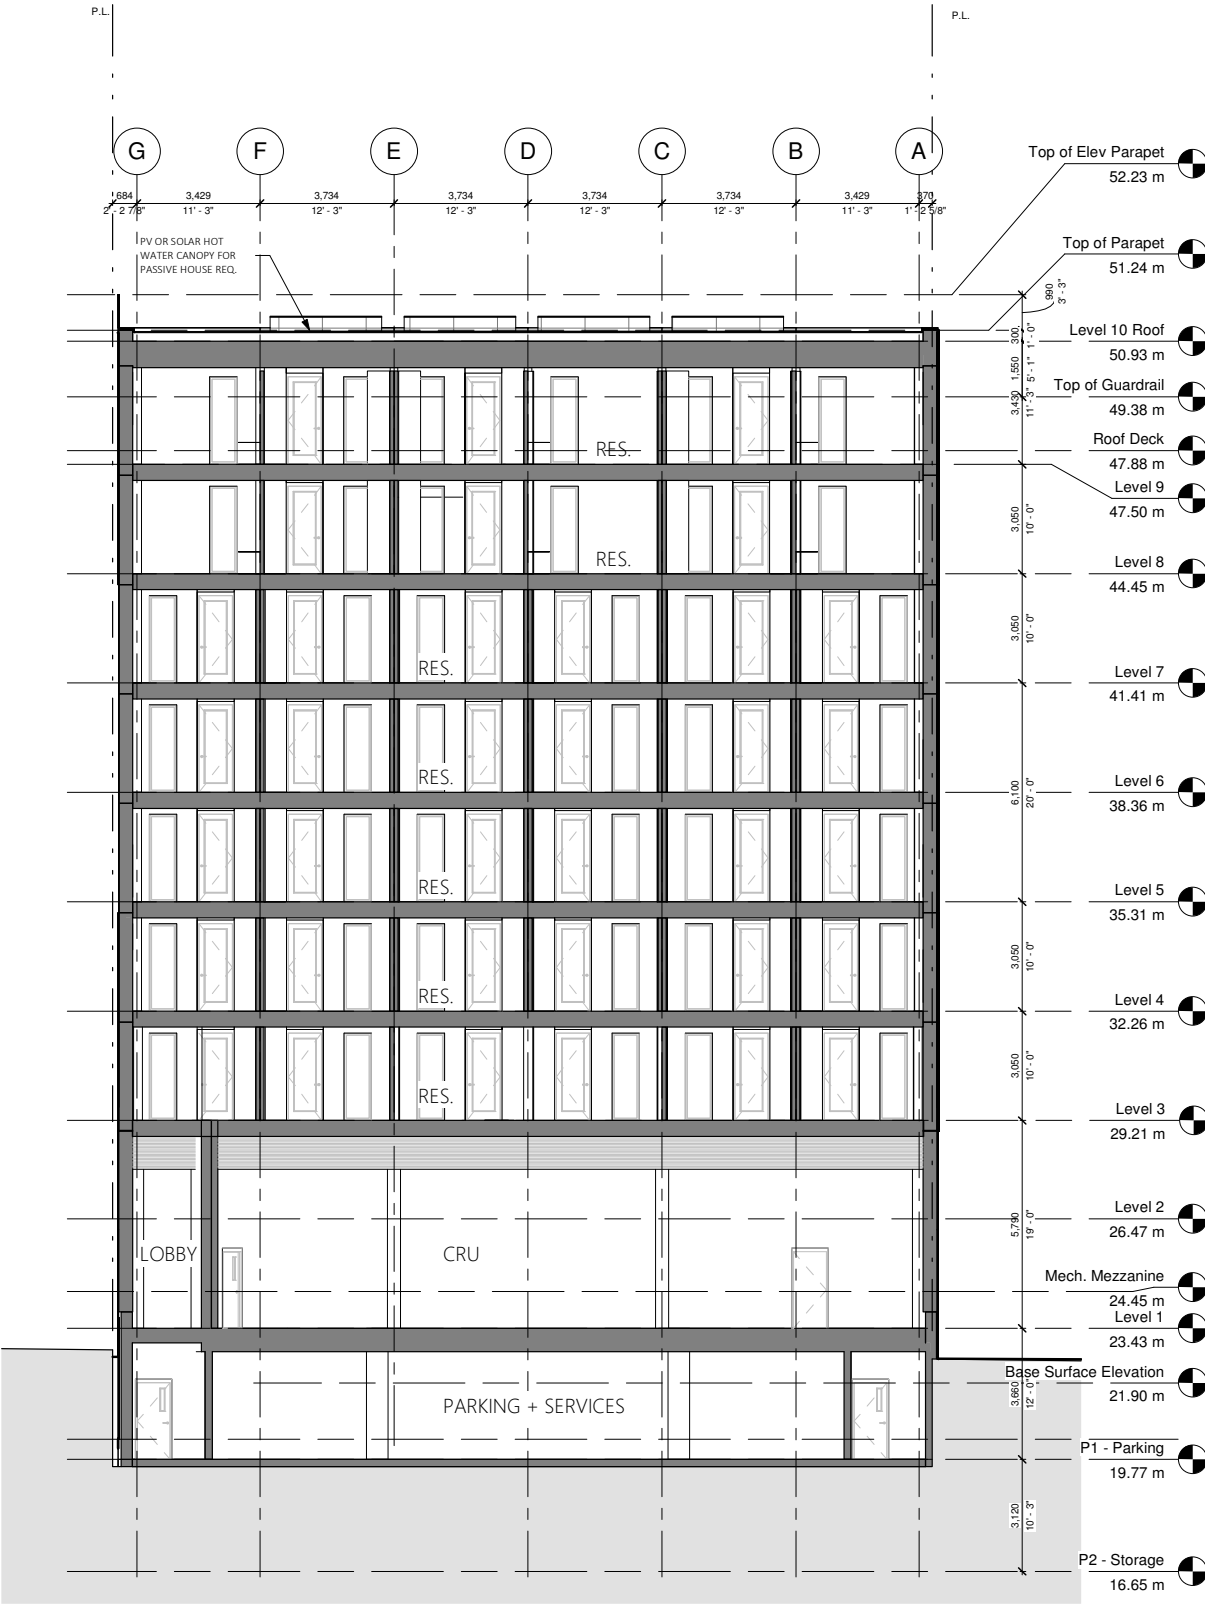 P.L.
P.L.
G
F
E
D
C
B
A
684
3,429
3,734
3,734
3,734
3,734
3,429
370
2' - 2 7/8"
11' - 3"
12' - 3"
12' - 3"
12' - 3"
12' - 3"
11' - 3"
1' - 2 5/8"
PV OR SOLAR HOT
WATER CANOPY FOR
PASSIVE HOUSE REQ.
Top of Elev Parapet
52.23 m
Top of Parapet
51.24 m
990
3' - 3"
Level 10 Roof
50.93 m
300
1' - 0"
1,550
5' - 1"
Top of Guardrail
49.38 m
3,430
11' - 3"
Roof Deck
47.88 m
RES.
Level 9
47.50 m
3,050
10' - 0"
RES.
Level 8
44.45 m
3,050
10' - 0"
RES.
Level 7
41.41 m
RES.
6,100
20' - 0"
Level 6
38.36 m
RES.
Level 5
35.31 m
3,050
10' - 0"
RES.
Level 4
32.26 m
3,050
10' - 0"
RES.
Level 3
29.21 m
5,790
19' - 0"
Level 2
26.47 m
LOBBY
CRU
Mech. Mezzanine
24.45 m
Level 1
23.43 m
Base Surface Elevation
21.90 m
3,660
12' - 0"
PARKING + SERVICES
P1 - Parking
19.77 m
3,120
10' - 3"
P2 - Storage
16.65 m